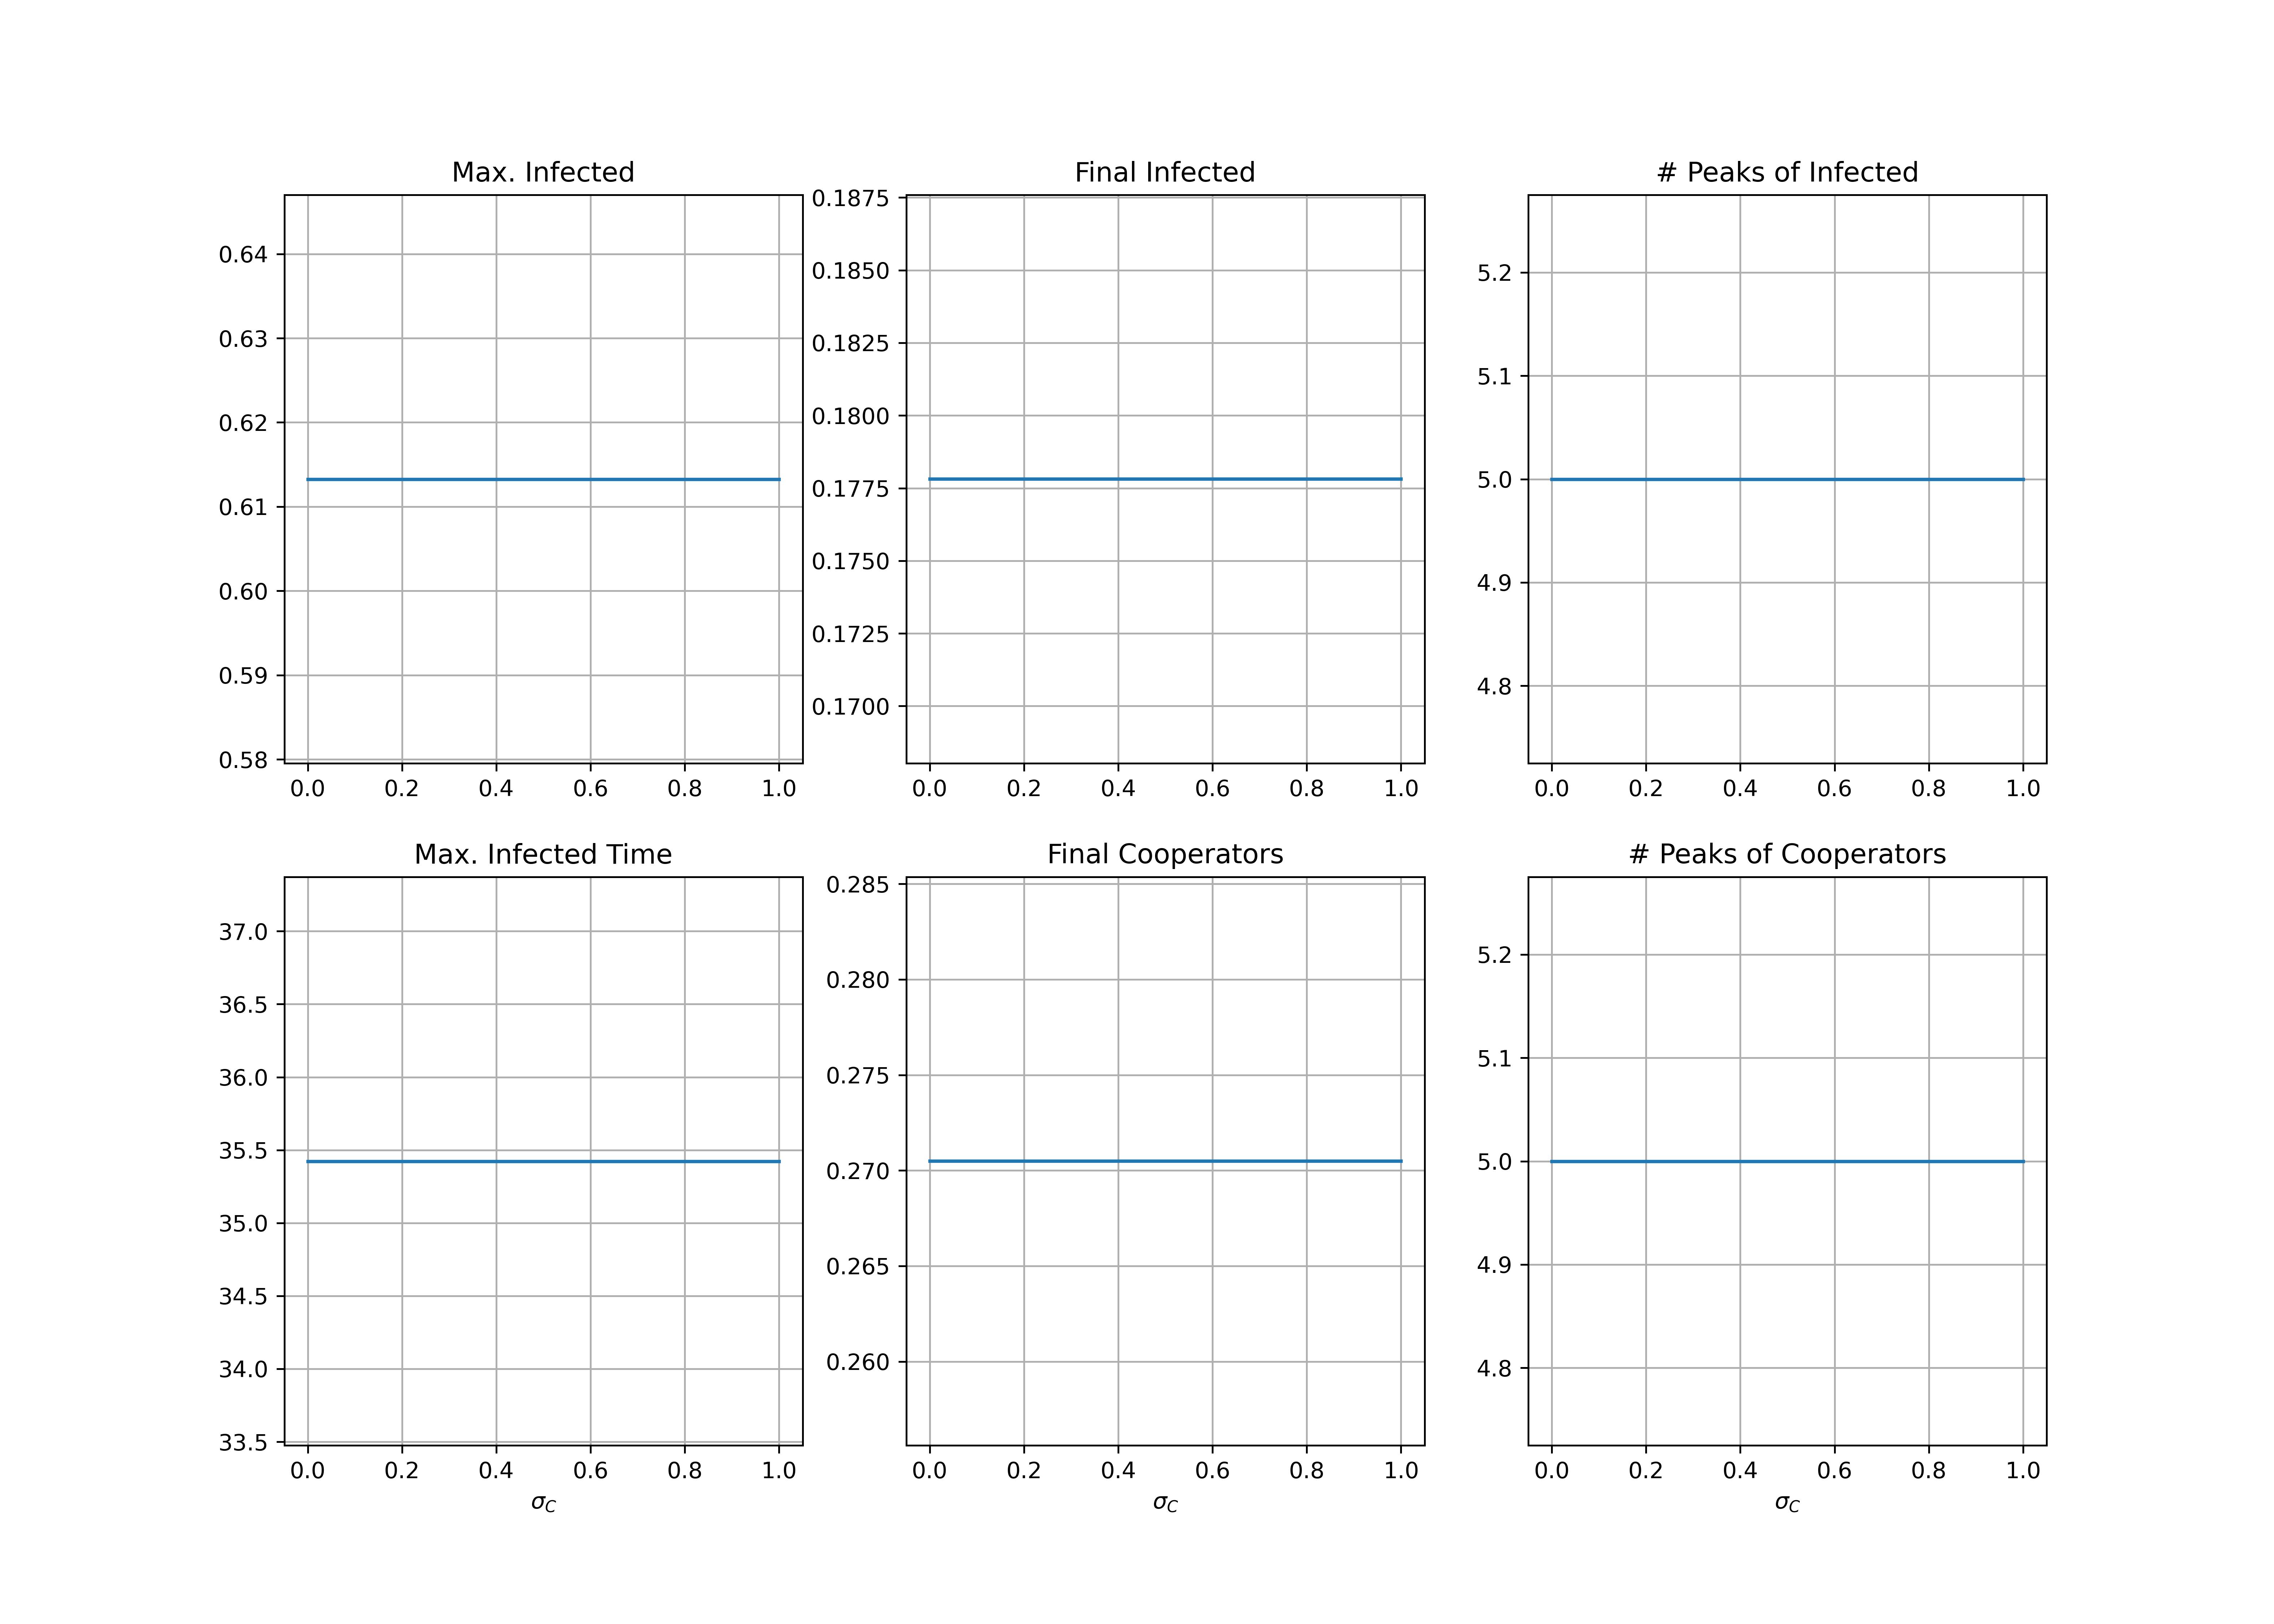 Max. Infected
0.64
0.63
0.62
0.61
0.60
0.59
0.58
0.0 0.2 0.4 0.6 0.8 1.0
Final Infected
0.1875
0.1850
0.1825
0.1800
0.1775
0.1750
0.1725
0.1700
0.0 0.2 0.4 0.6 0.8 1.0
# Peaks of Infected
5.2
5.1
5.0
4.9
4.8
0.0 0.2 0.4 0.6 0.8 1.0
Max. Infected Time
37.0
36.5
36.0
35.5
35.0
34.5
34.0
33.5
0.0 0.2 0.4 0.6 0.8 1.0
σ_C
Final Cooperators
0.285
0.280
0.275
0.270
0.265
0.260
0.0 0.2 0.4 0.6 0.8 1.0
σ_C
# Peaks of Cooperators
5.2
5.1
5.0
4.9
4.8
0.0 0.2 0.4 0.6 0.8 1.0
σ_C